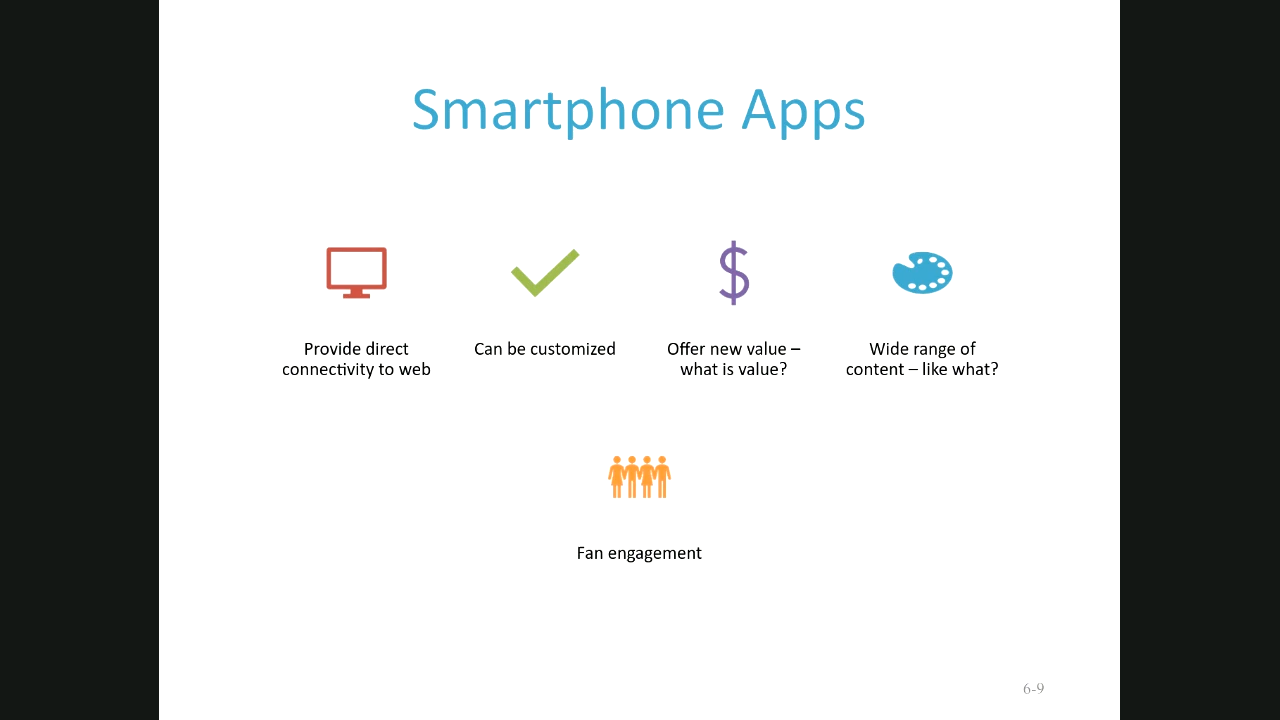 Smartphone Apps
Provide direct
connectivity to web
Can be customized
Offer new value –
what is value?
Wide range of
content – like what?
Fan engagement
6-9